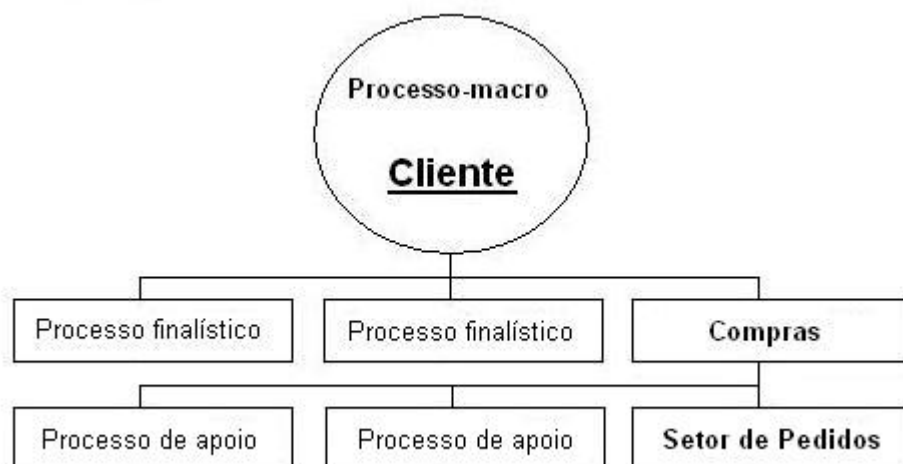 Processo-macro
Cliente
Processo finalístico
Processo finalístico
Compras
Processo de apoio
Processo de apoio
Setor de Pedidos